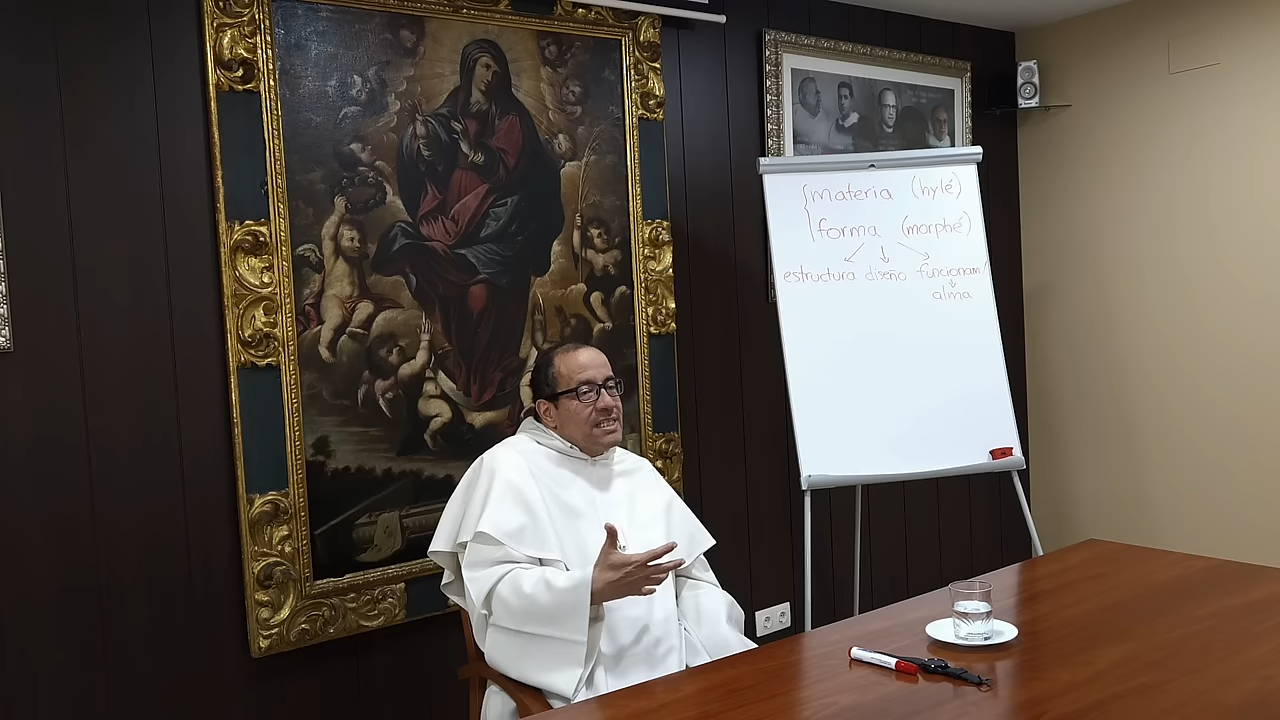 materia (hylé)
forma (morphé)
estructura diseño funcionam/
alma